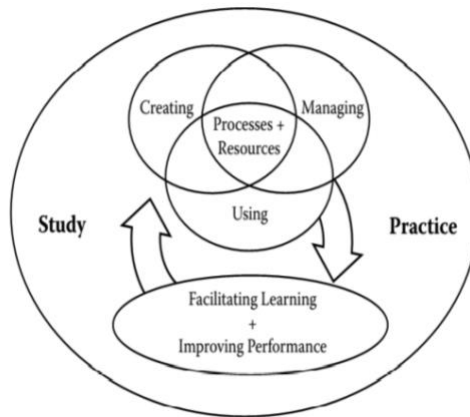 Creating
Managing
Processes +
Resources
Using
Study
Practice
Facilitating Learning
+
Improving Performance